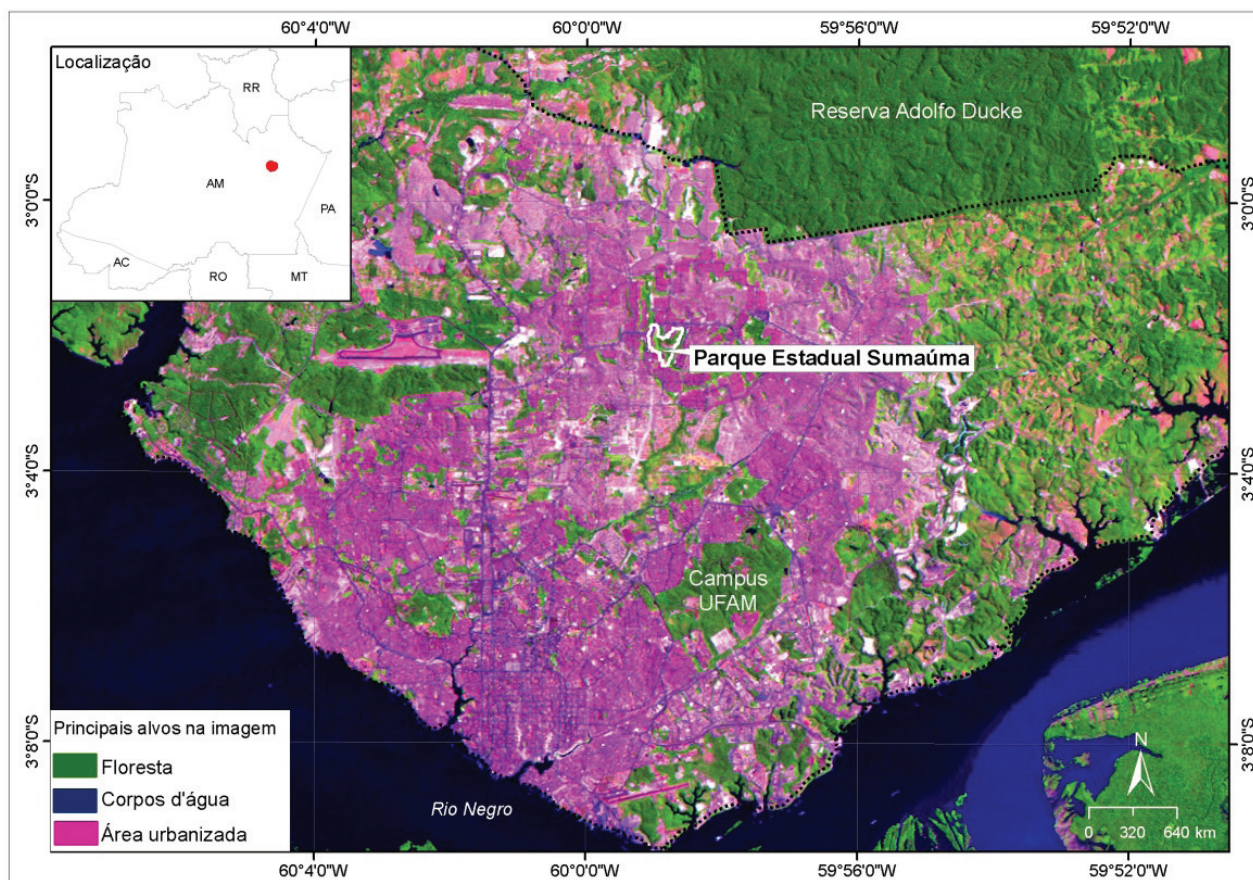 60°4'0"W
60°0'0"W
59°56'0"W
59°52'0"W
Localização
RR
AM
PA
AC
RO
MT
Reserva Adolfo Ducke
3°0'0"S
3°0'0"S
Parque Estadual Sumaúma
3°4'0"S
3°4'0"S
Campus
UFAM
Principais alvos na imagem
Floresta
Corpos d'água
Área urbanizada
Rio Negro
3°8'0"S
3°8'0"S
N
0 320 640 km
60°4'0"W
60°0'0"W
59°56'0"W
59°52'0"W